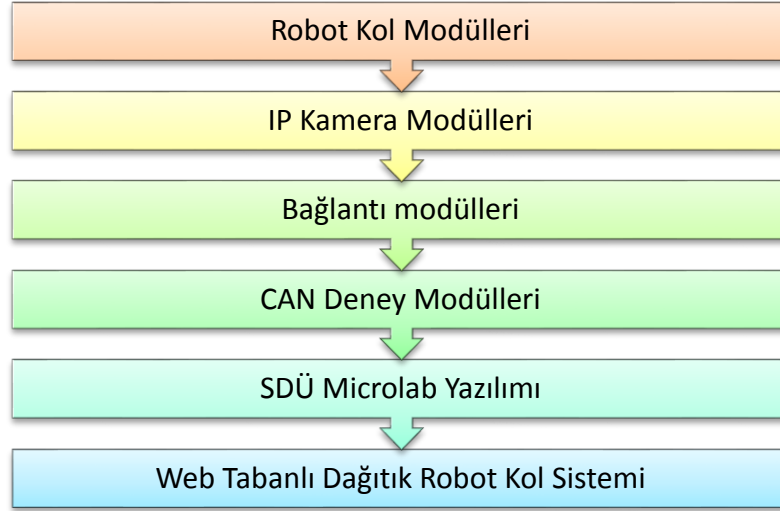 Robot Kol Modülleri
IP Kamera Modülleri
Bağlantı modülleri
CAN Deney Modülleri
SDÜ Microlab Yazılımı
Web Tabanlı Dağıtık Robot Kol Sistemi